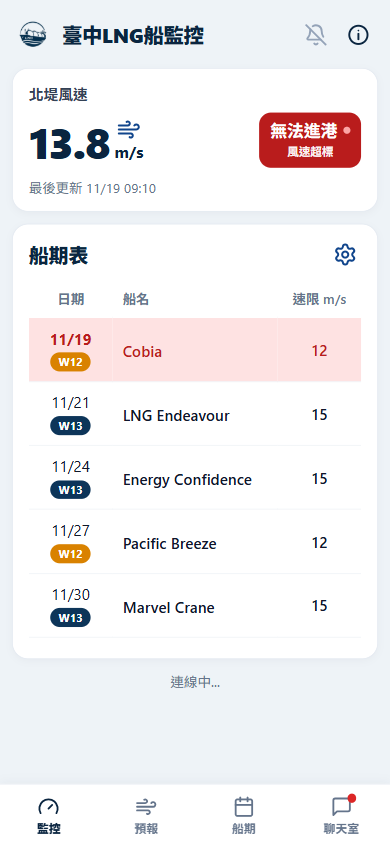 臺中LNG船監控
北堤風速
13.8 m/s
無法進港
風速超標
最後更新 11/19 09:10
船期表
日期 船名 速限 m/s
11/19
W12
Cobia 12
11/21
W13
LNG Endeavour 15
11/24
W13
Energy Confidence 15
11/27
W12
Pacific Breeze 12
11/30
W13
Marvel Crane 15
連線中...
監控 預報 船期 聊天室